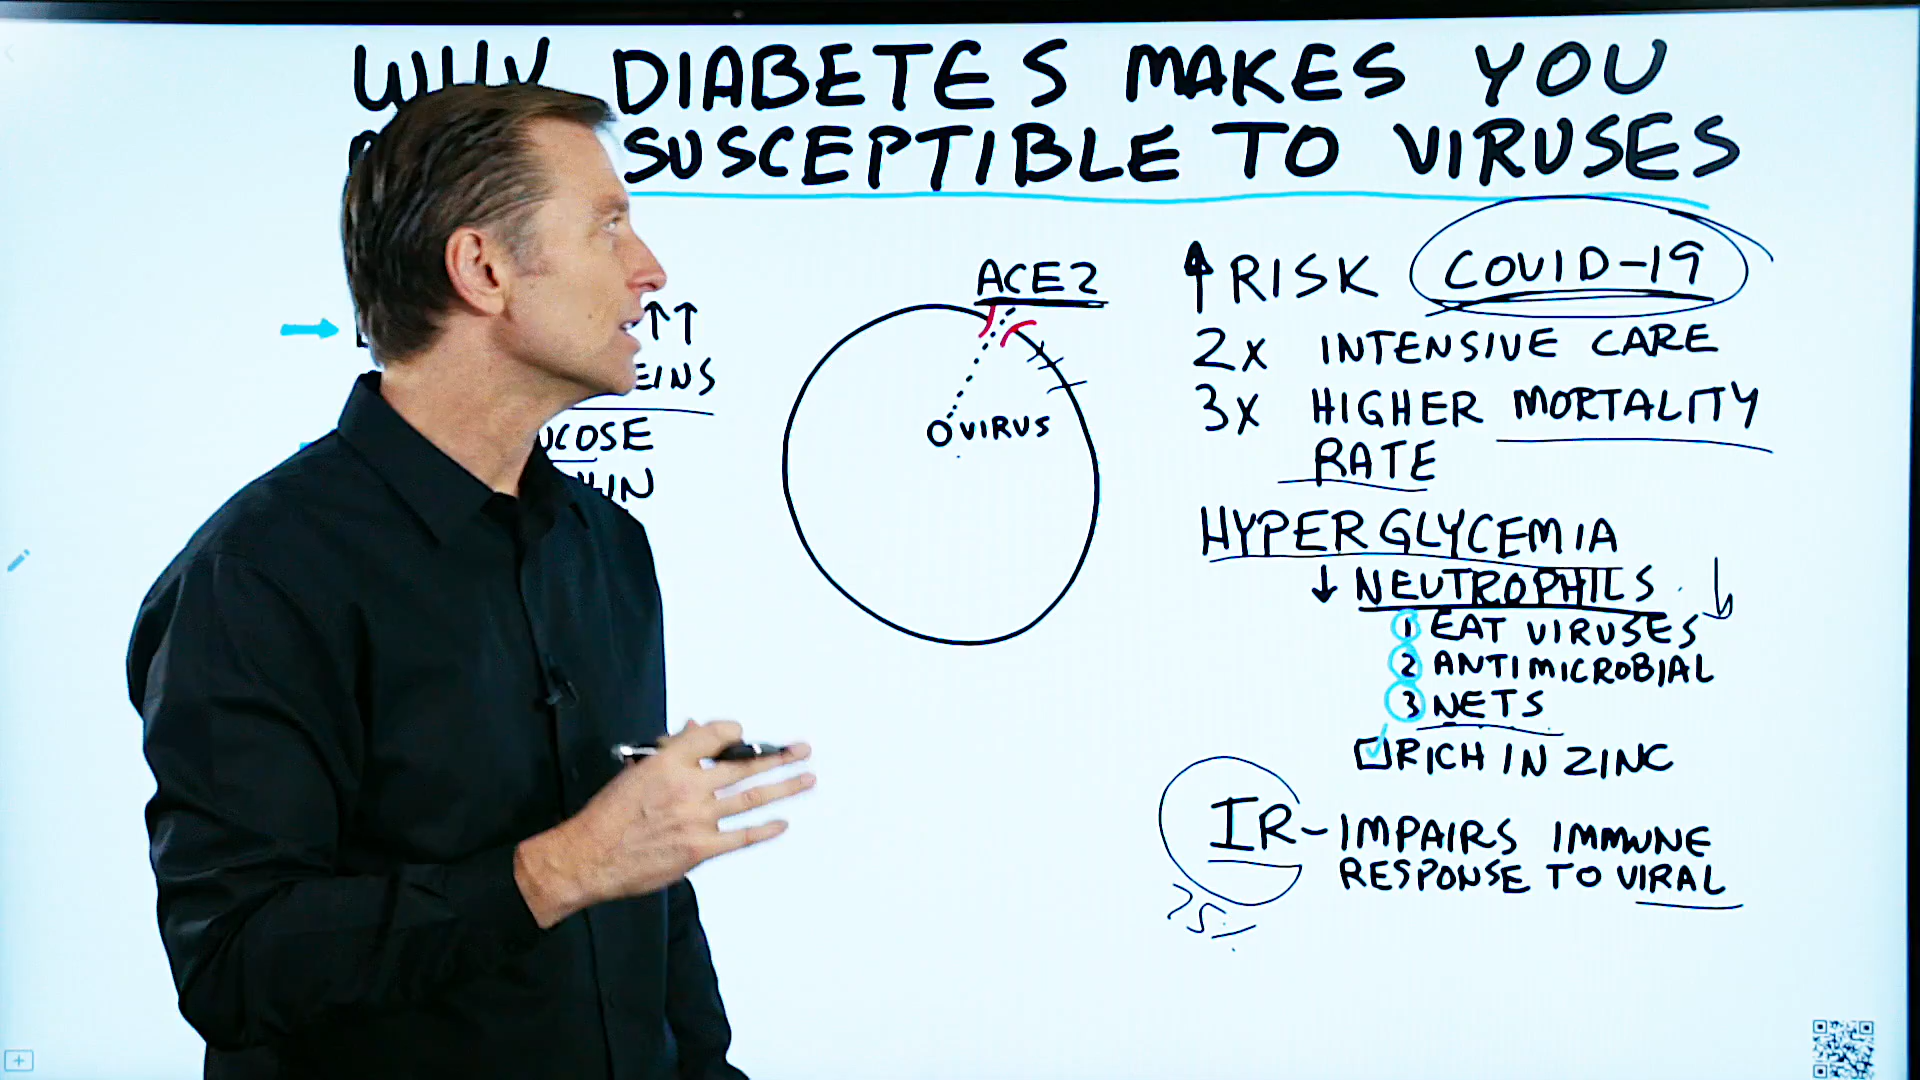 WHY DIABETES MAKES YOU
SUSCEPTIBLE TO VIRUSES
↑↑
EINS
UCOSE
IN
ACE2
VIRUS
↑ RISK COVID-19
2X INTENSIVE CARE
3X HIGHER MORTALITY
RATE
HYPERGLYCEMIA
↓ NEUTROPHILS ↓
1 EAT VIRUSES
2 ANTIMICROBIAL
3 NETS
RICH IN ZINC
IR - IMPAIRS IMMUNE
RESPONSE TO VIRAL